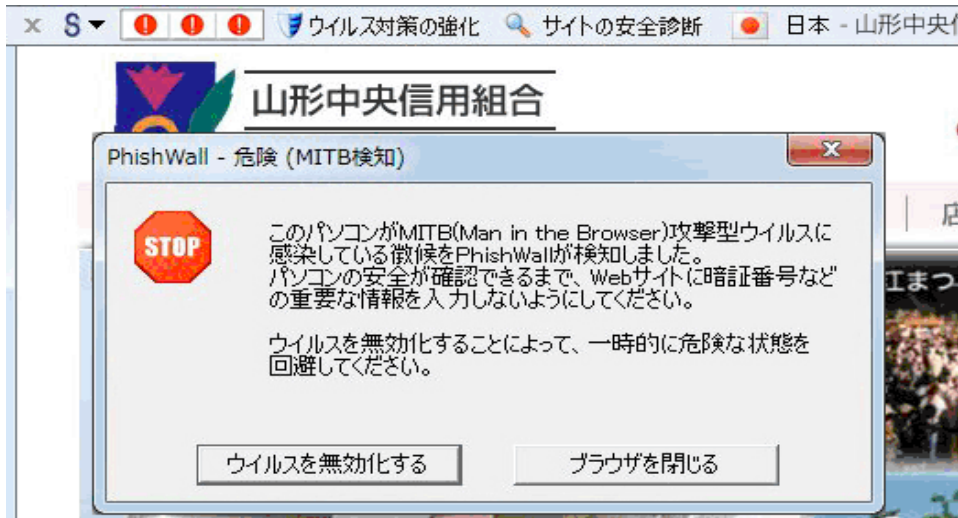 x S ウイルス対策の強化 サイトの安全診断 日本 - 山形中央
山形中央信用組合
PhishWall - 危険 (MITB検知)
店
STOP
このパソコンがMITB(Man in the Browser)攻撃型ウイルスに
感染している徴候をPhishWallが検知しました。
パソコンの安全が確認できるまで、Webサイトに暗証番号など
の重要な情報を入力しないようにしてください。
江まつ
ウイルスを無効化することによって、一時的に危険な状態を
回避してください。
ウイルスを無効化する
ブラウザを閉じる